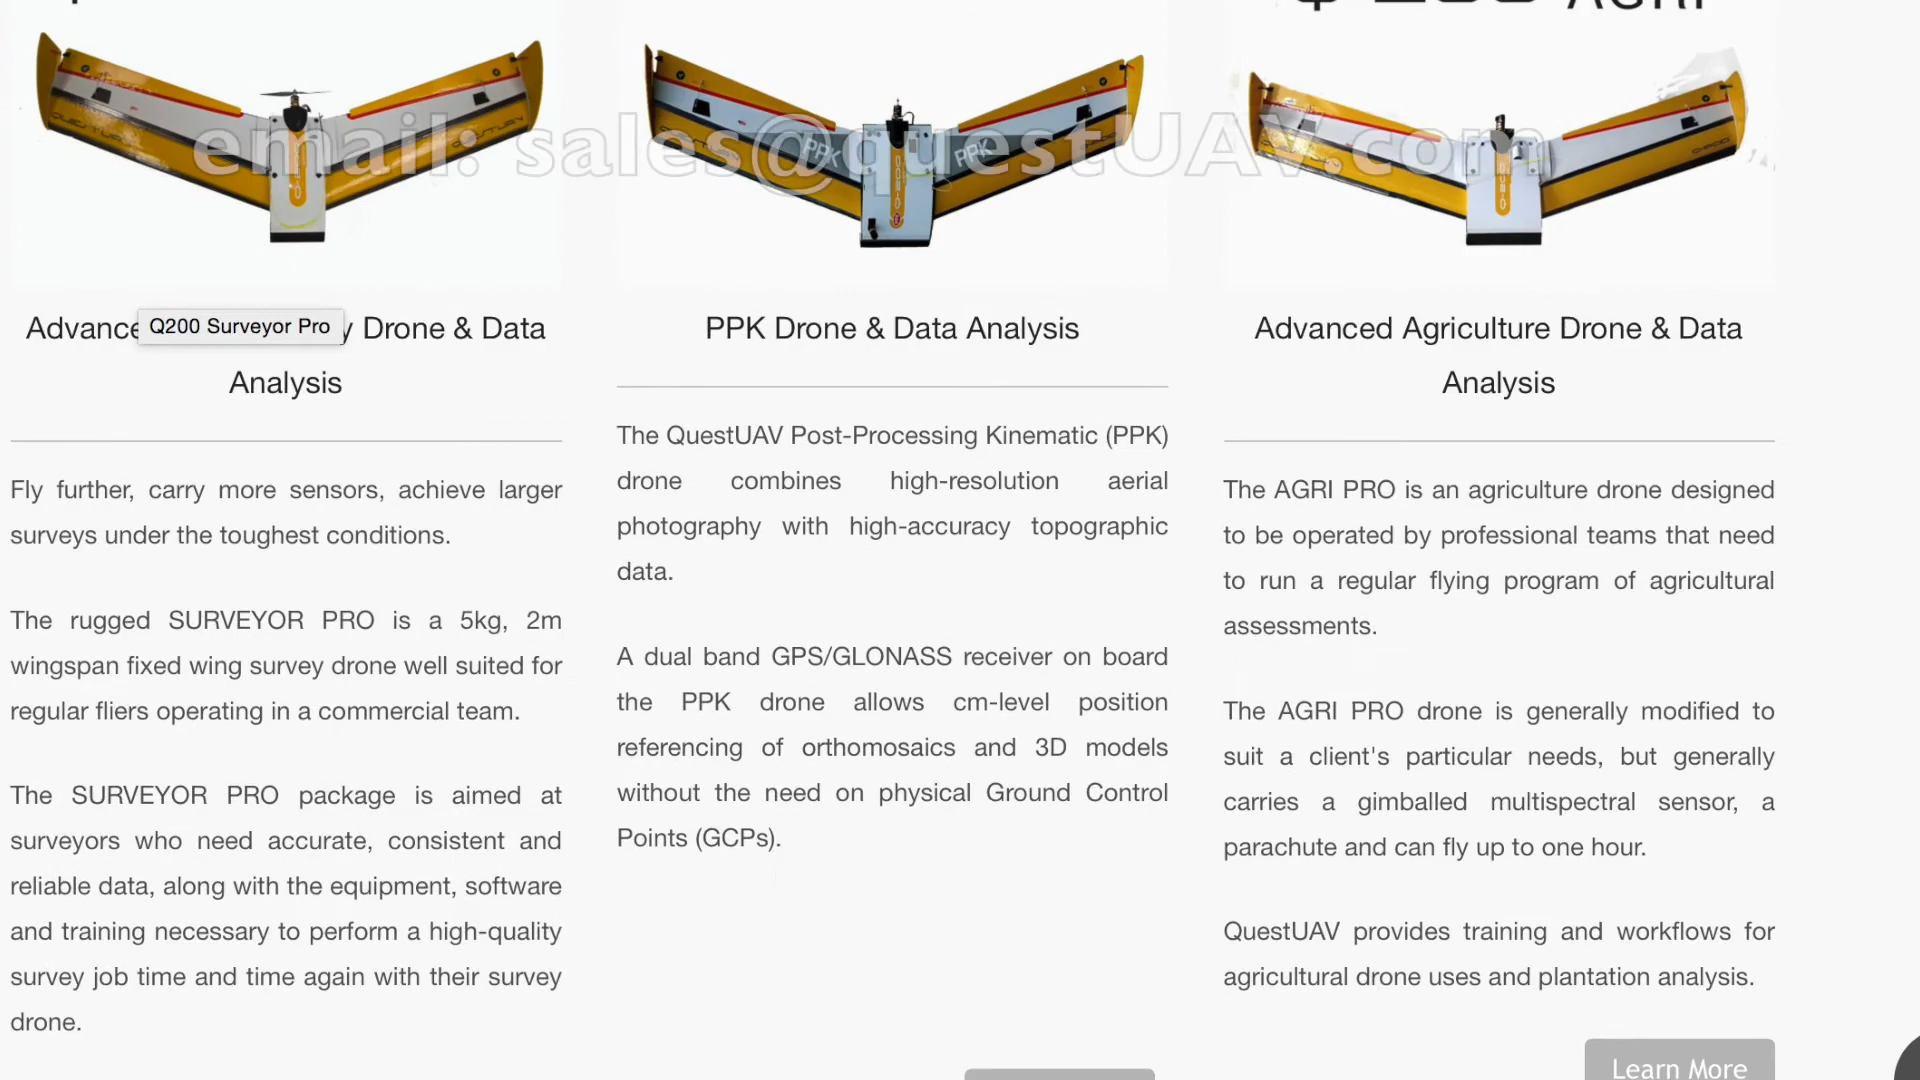 AGRI
email: sales@questUAV.com
PPK
PPK
Advance
Q200 Surveyor Pro
y Drone & Data
Analysis
Fly further, carry more sensors, achieve larger
surveys under the toughest conditions.
The rugged SURVEYOR PRO is a 5kg, 2m
wingspan fixed wing survey drone well suited for
regular fliers operating in a commercial team.
The SURVEYOR PRO package is aimed at
surveyors who need accurate, consistent and
reliable data, along with the equipment, software
and training necessary to perform a high-quality
survey job time and time again with their survey
drone.
PPK Drone & Data Analysis
The QuestUAV Post-Processing Kinematic (PPK)
drone combines high-resolution aerial
photography with high-accuracy topographic
data.
A dual band GPS/GLONASS receiver on board
the PPK drone allows cm-level position
referencing of orthomosaics and 3D models
without the need on physical Ground Control
Points (GCPs).
Advanced Agriculture Drone & Data
Analysis
The AGRI PRO is an agriculture drone designed
to be operated by professional teams that need
to run a regular flying program of agricultural
assessments.
The AGRI PRO drone is generally modified to
suit a client's particular needs, but generally
carries a gimballed multispectral sensor, a
parachute and can fly up to one hour.
QuestUAV provides training and workflows for
agricultural drone uses and plantation analysis.
Learn More